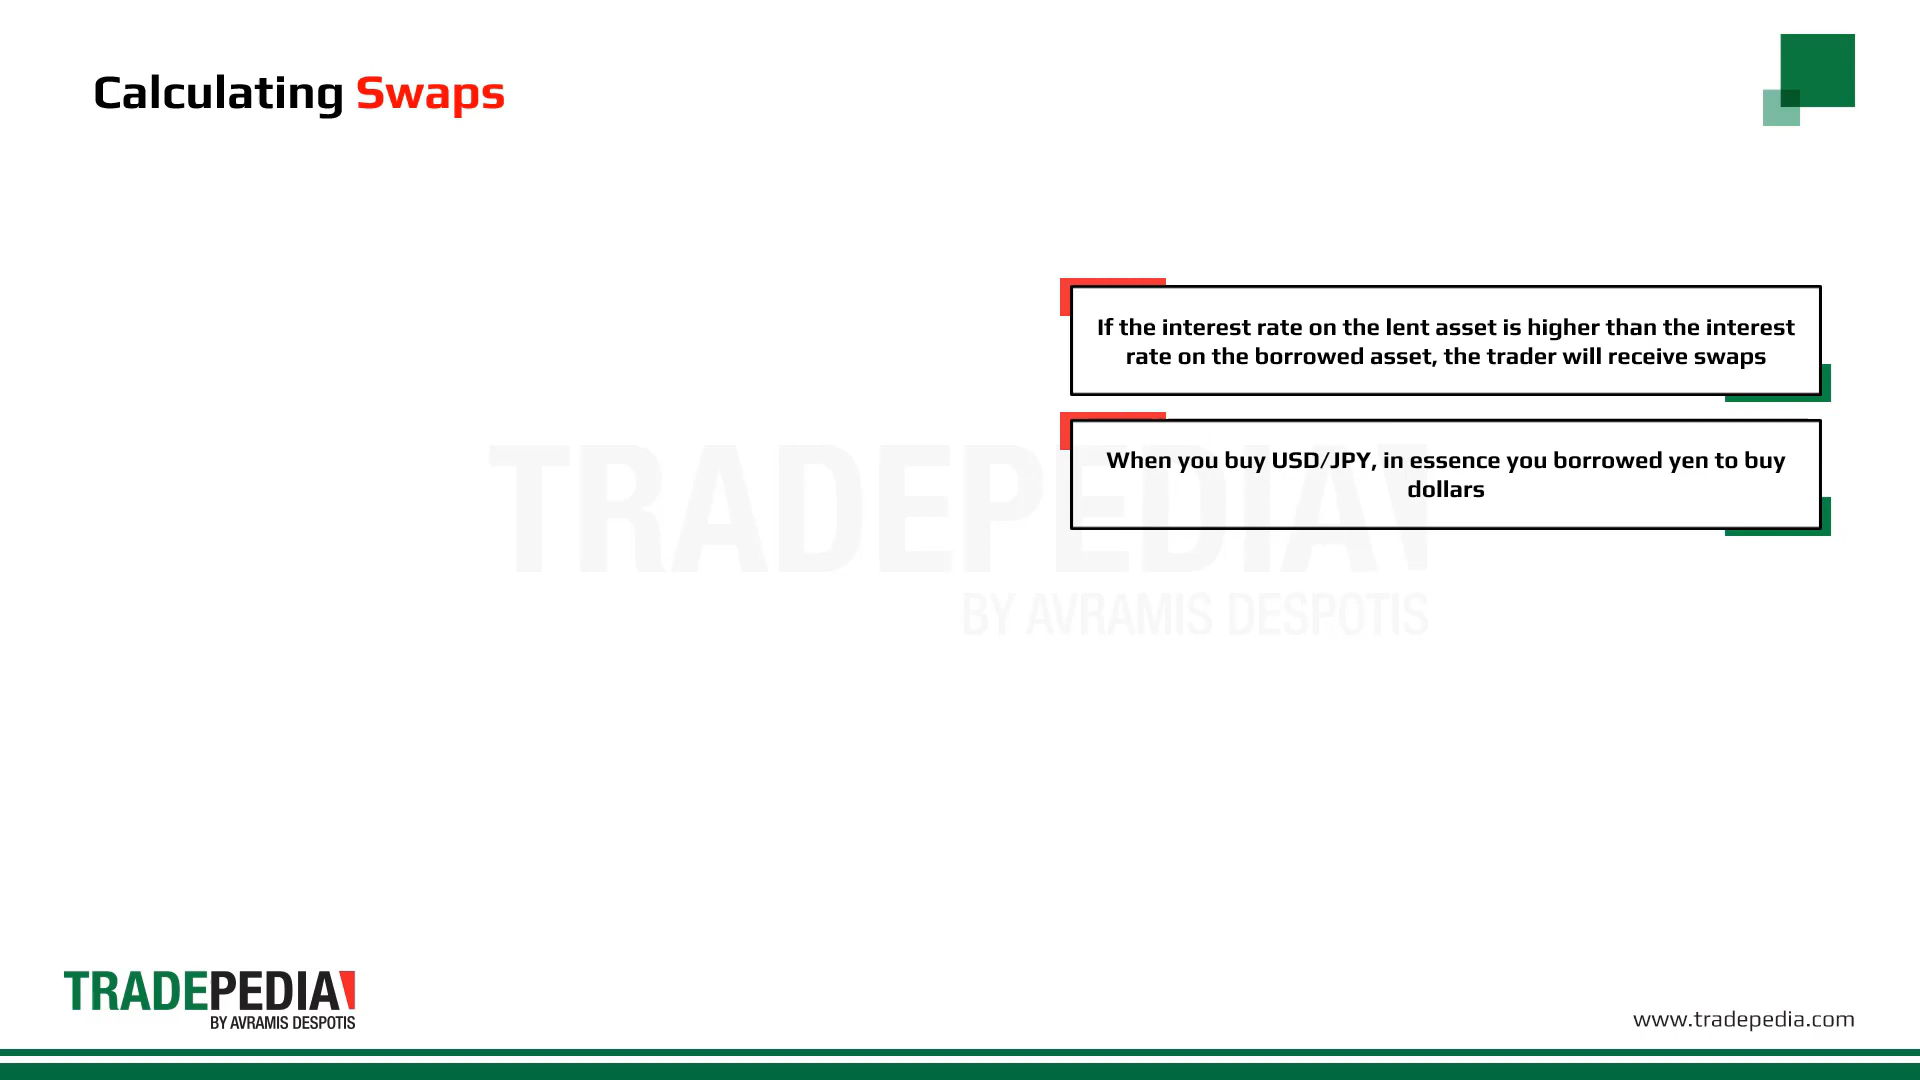 Calculating Swaps
If the interest rate on the lent asset is higher than the interest
rate on the borrowed asset, the trader will receive swaps
When you buy USD/JPY, in essence you borrowed yen to buy
dollars
TRADEPEDIA
BY AVRAMIS DESPOTIS
TRADEPEDIA
BY AVRAMIS DESPOTIS
www.tradepedia.com